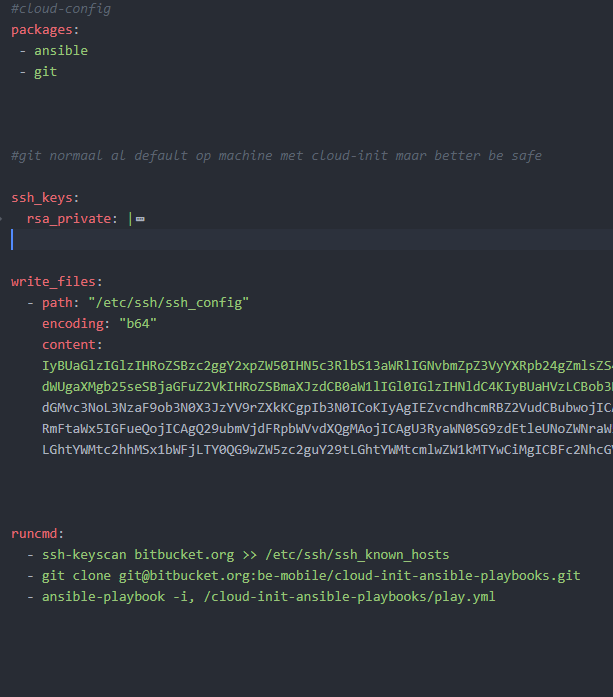 #cloud-config
packages:
- ansible
- git
#git normaal al default op machine met cloud-init maar better be safe
ssh_keys:
rsa_private: |
write_files:
- path: "/etc/ssh/ssh_config"
encoding: "b64"
content:
IyBUaGlzIGlzIHRoZSBzc2ggY2xpZW50IHN5c3RlbS13aWRlIGNvbmZpZ3VyYXRpb24gZmlsZS
dWUgaXMgb25seSBjaGFuZ2VkIHRoZSBmaXJzdCB0aW1lIGl0IGlzIHNldC4KIyBUaHVzLCBob3
dGMvc3NoL3NzaF9ob3N0X3JzYV9rZXkKCgpIb3N0ICoKIyAgIEZvcndhcmRBZ2VudCBubwojIC
RmFtaWx5IGFueQojICAgQ29ubmVjdFRpbWVvdXQgMAojICAgU3RyaWN0SG9zdEtleUNoZWNraW
LGhtYWMtc2hhMSx1bWFjLTY0QG9wZW5zc2guY29tLGhtYWMtcmlwZW1kMTYwCiMgICBFc2NhcG
runcmd:
- ssh-keyscan bitbucket.org >> /etc/ssh/ssh_known_hosts
- git clone git@bitbucket.org:be-mobile/cloud-init-ansible-playbooks.git
- ansible-playbook -i, /cloud-init-ansible-playbooks/play.yml